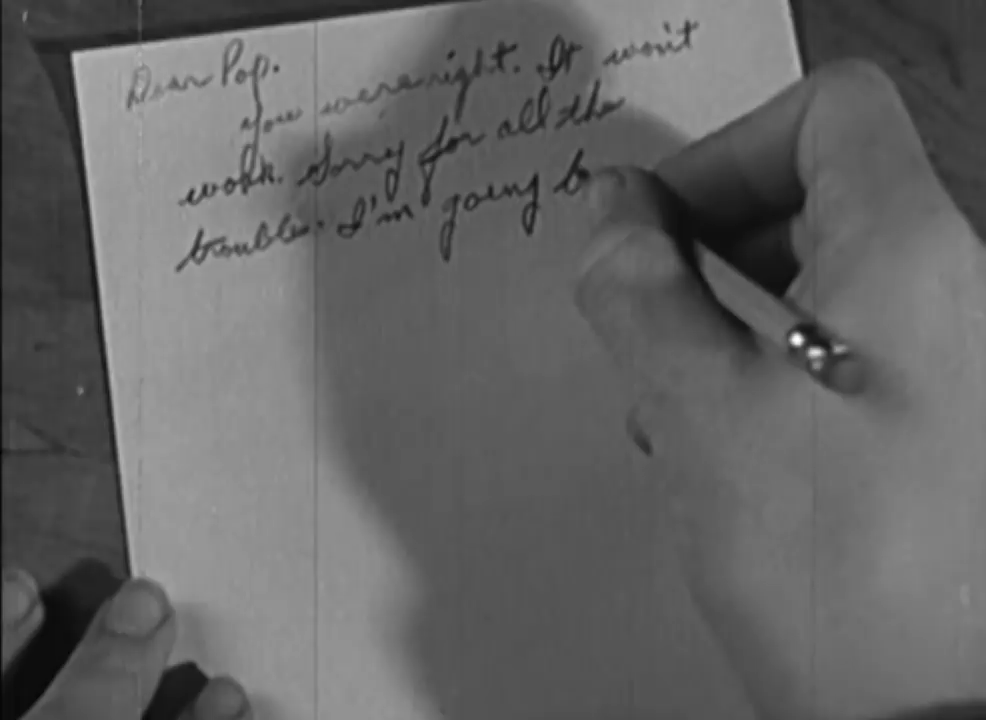 Dear Pop.
you were right. It won't
work. Sorry for all the
trouble. I'm going b